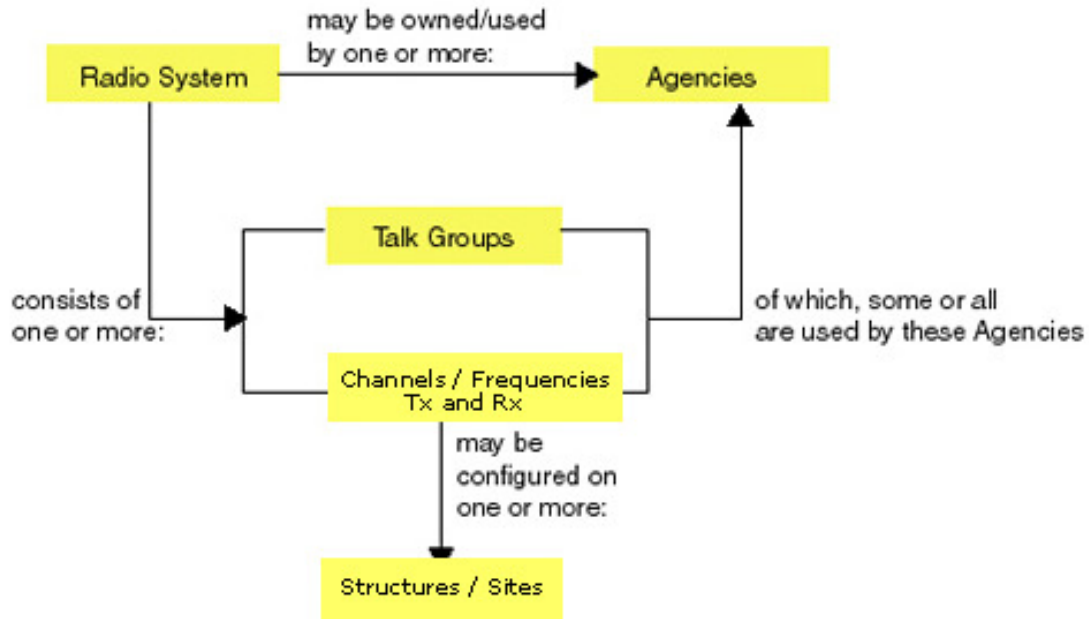 may be owned/used
by one or more:
Radio System
Agencies
Talk Groups
consists of
one or more:
of which, some or all
are used by these Agencies
Channels / Frequencies
Tx and Rx
may be
configured on
one or more:
Structures / Sites